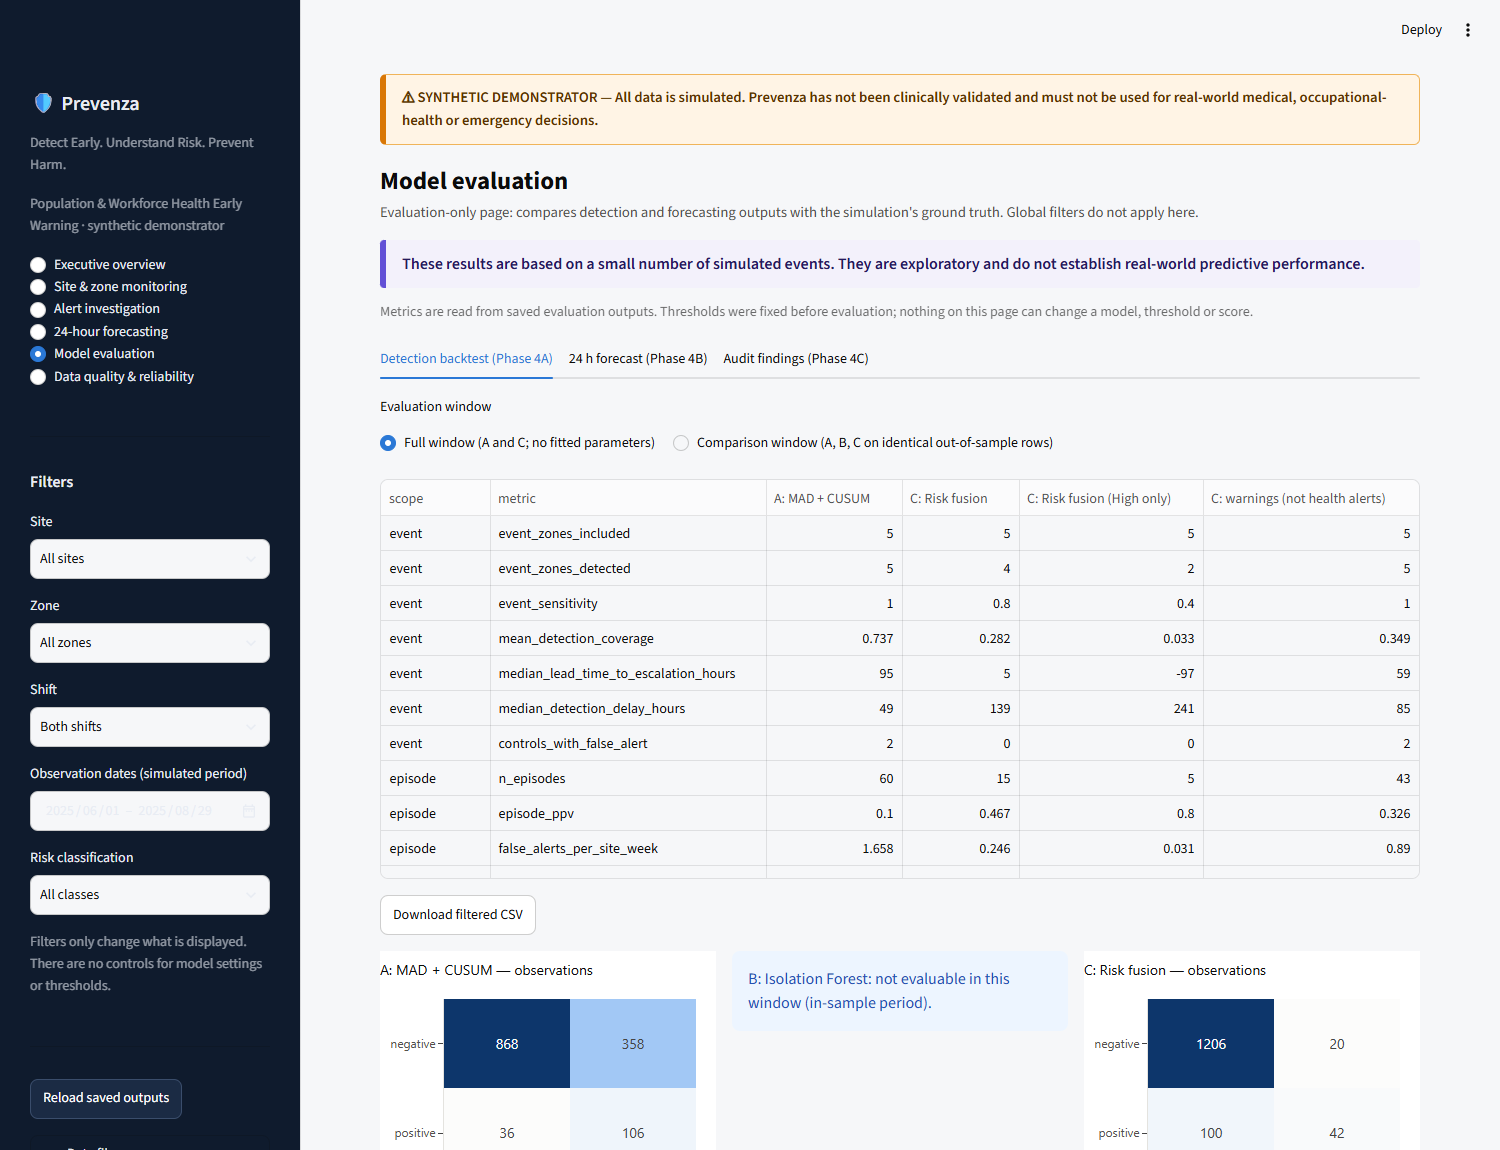 Deploy
Prevenza
Detect Early. Understand Risk. Prevent
Harm.
Population & Workforce Health Early
Warning · synthetic demonstrator
Executive overview
Site & zone monitoring
Alert investigation
24-hour forecasting
Model evaluation
Data quality & reliability
Filters
Site
All sites
Zone
All zones
Shift
Both shifts
Observation dates (simulated period)
2025/06/01 – 2025/08/29
Risk classification
All classes
Filters only change what is displayed.
There are no controls for model settings
or thresholds.
Reload saved outputs
⚠ SYNTHETIC DEMONSTRATOR — All data is simulated. Prevenza has not been clinically validated and must not be used for real-world medical, occupational-
health or emergency decisions.
Model evaluation
Evaluation-only page: compares detection and forecasting outputs with the simulation's ground truth. Global filters do not apply here.
These results are based on a small number of simulated events. They are exploratory and do not establish real-world predictive performance.
Metrics are read from saved evaluation outputs. Thresholds were fixed before evaluation; nothing on this page can change a model, threshold or score.
Detection backtest (Phase 4A) 24 h forecast (Phase 4B) Audit findings (Phase 4C)
Evaluation window
Full window (A and C; no fitted parameters) Comparison window (A, B, C on identical out-of-sample rows)
scope metric A: MAD + CUSUM C: Risk fusion C: Risk fusion (High only) C: warnings (not health alerts)
event event_zones_included 5 5 5 5
event event_zones_detected 5 4 2 5
event event_sensitivity 1 0.8 0.4 1
event mean_detection_coverage 0.737 0.282 0.033 0.349
event median_lead_time_to_escalation_hours 95 5 -97 59
event median_detection_delay_hours 49 139 241 85
event controls_with_false_alert 2 0 0 2
episode n_episodes 60 15 5 43
episode episode_ppv 0.1 0.467 0.8 0.326
episode false_alerts_per_site_week 1.658 0.246 0.031 0.89
Download filtered CSV
A: MAD + CUSUM — observations
negative 868 358
positive 36 106
B: Isolation Forest: not evaluable in this
window (in-sample period).
C: Risk fusion — observations
negative 1206 20
positive 100 42